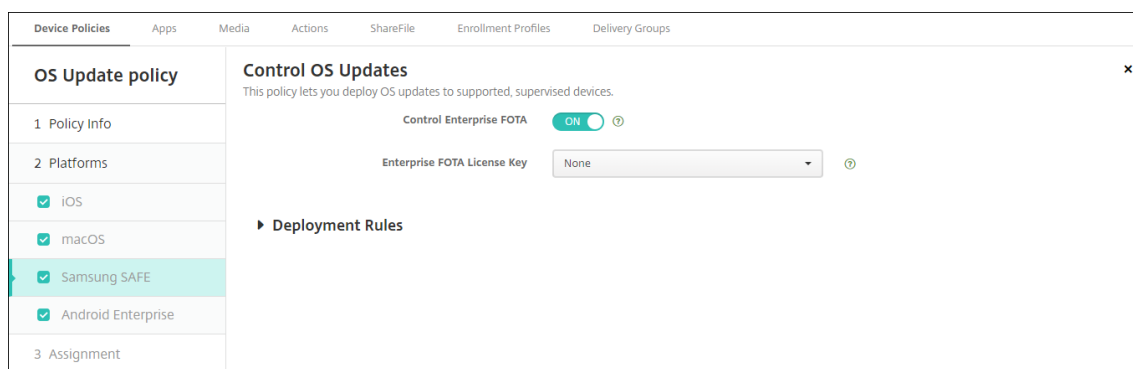 Device Policies Apps Media Actions ShareFile Enrollment Profiles Delivery Groups
OS Update policy
1 Policy Info
2 Platforms
iOS
macOS
Samsung SAFE
Android Enterprise
3 Assignment
Control OS Updates
This policy lets you deploy OS updates to supported, supervised devices.
Control Enterprise FOTA ON
Enterprise FOTA License Key None
Deployment Rules